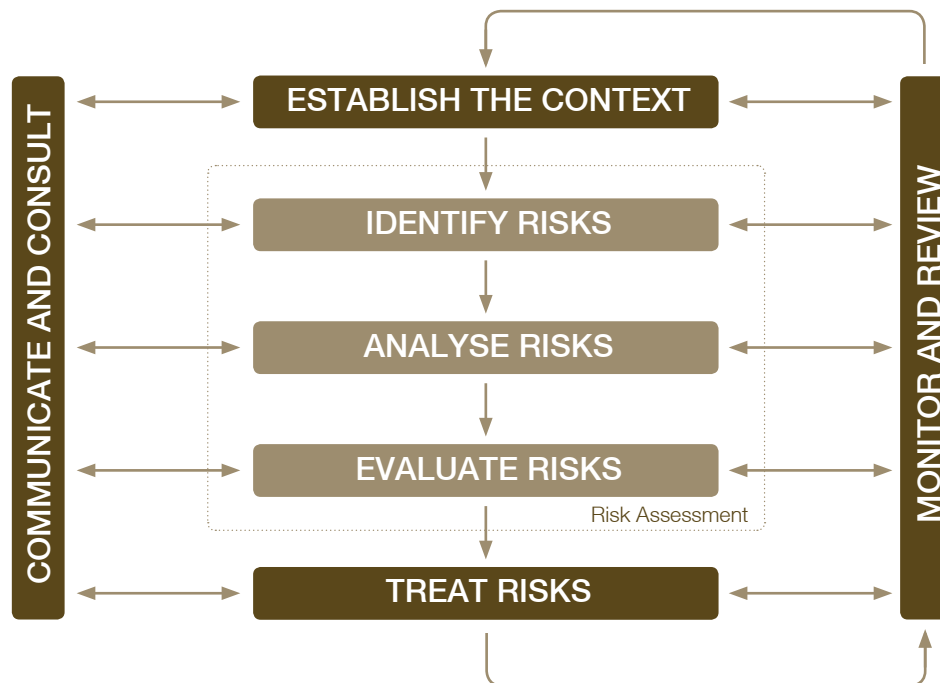 ESTABLISH THE CONTEXT
COMMUNICATE AND CONSULT
IDENTIFY RISKS
ANALYSE RISKS
EVALUATE RISKS
Risk Assessment
TREAT RISKS
MONITOR AND REVIEW